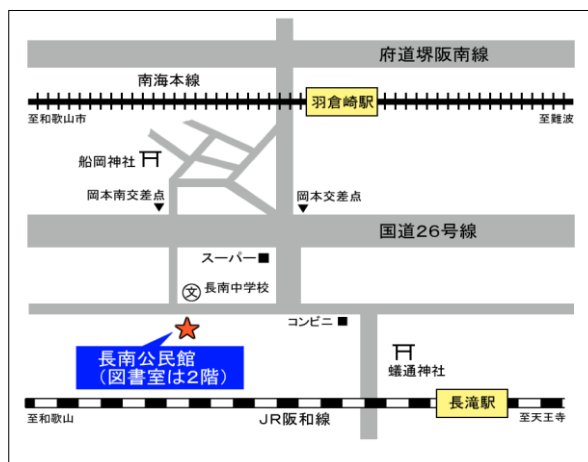 府道堺阪南線
南海本線
羽倉崎駅
至和歌山市
至難波
船岡神社
岡本南交差点
岡本交差点
国道26号線
スーパー
文
長南中学校
コンビニ
長南公民館
(図書室は2階)
蟻通神社
長滝駅
至和歌山
JR阪和線
至天王寺